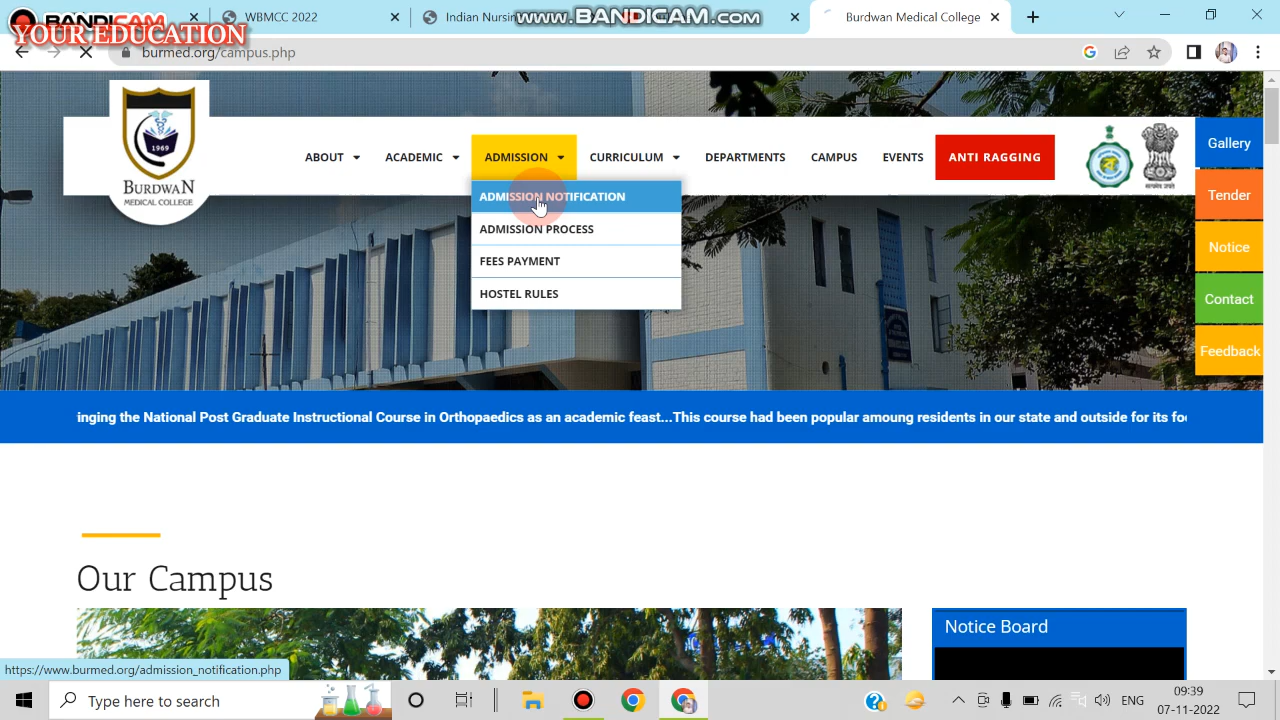 BANDICAM
WBMCC 2022
Indian Nursing
www.BANDICAM.com
Burdwan Medical College
YOUR EDUCATION
burmed.org/campus.php
1969
BURDWAN
MEDICAL COLLEGE
ABOUT
ACADEMIC
ADMISSION
CURRICULUM
DEPARTMENTS
CAMPUS
EVENTS
ANTI RAGGING
ADMISSION NOTIFICATION
ADMISSION PROCESS
FEES PAYMENT
HOSTEL RULES
Gallery
Tender
Notice
Contact
Feedback
inging the National Post Graduate Instructional Course in Orthopaedics as an academic feast...This course had been popular amoung residents in our state and outside for its foc
Our Campus
Notice Board
https://www.burmed.org/admission_notification.php
Type here to search
09:39
07-11-2022